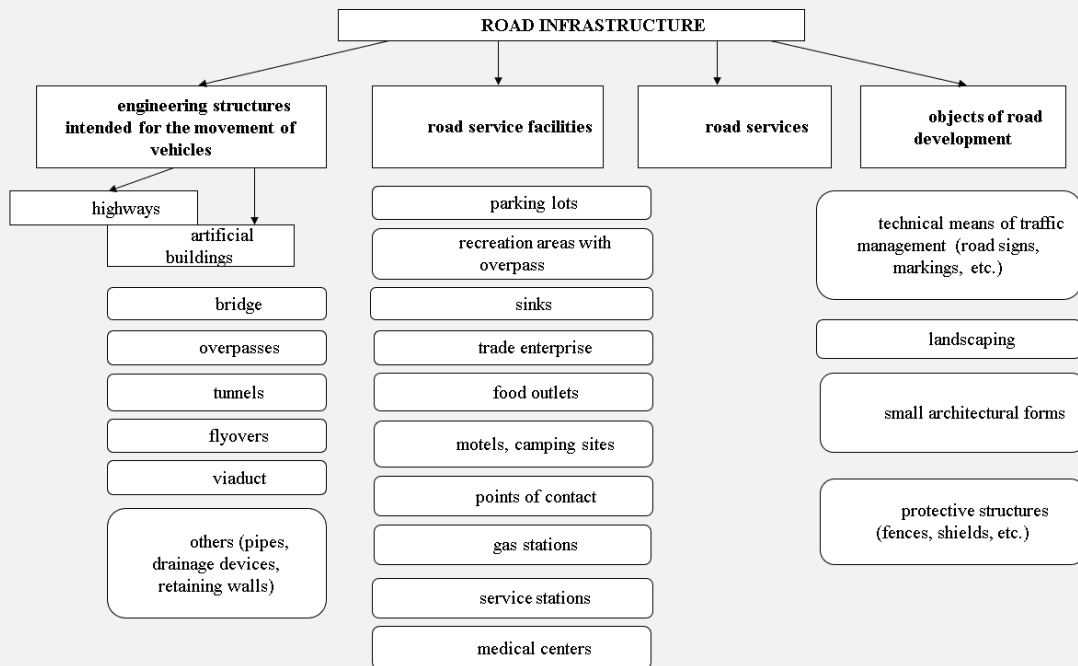 ROAD INFRASTRUCTURE
engineering structures
intended for the movement of
vehicles
road service facilities
road services
objects of road
development
highways
artificial
buildings
bridge
overpasses
tunnels
flyovers
viaduct
others (pipes,
drainage devices,
retaining walls)
parking lots
recreation areas with
overpass
sinks
trade enterprise
food outlets
motels, camping sites
points of contact
gas stations
service stations
medical centers
technical means of traffic
management (road signs,
markings, etc.)
landscaping
small architectural forms
protective structures
(fences, shields, etc.)